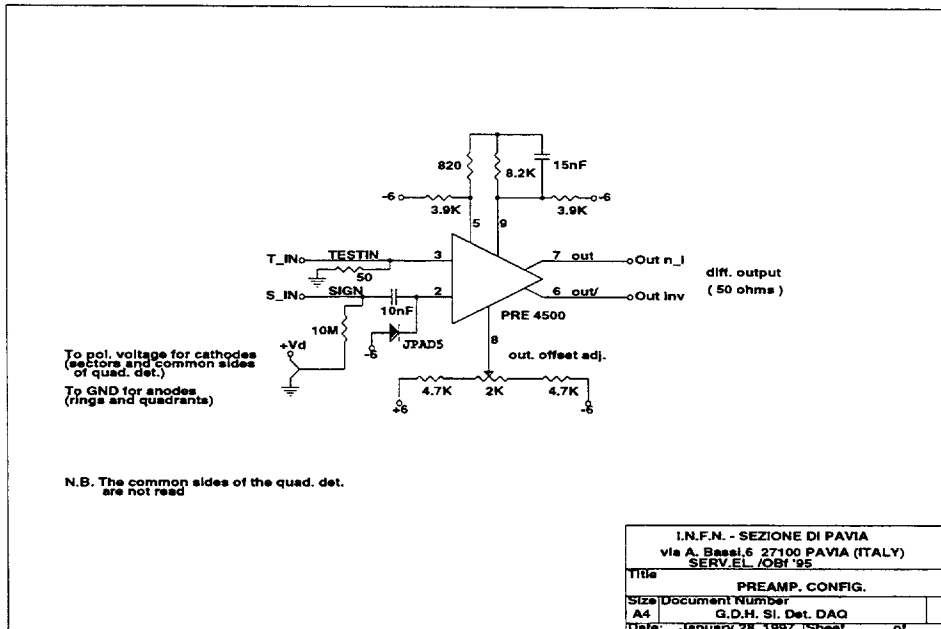 820
8.2K
15nF
-6
3.9K
3.9K
-6
5
9
T_IN
TESTIN
3
50
7 out
Out n_i
S_IN
SIGN
2
10nF
6 out/
Out inv
diff. output
( 50 ohms )
PRE 4500
10M
JPAD5
-6
8
+Vd
out. offset adj.
To pol. voltage for cathodes
(sectors and common sides
of quad. det.)
To GND for anodes
(rings and quadrants)
4.7K
2K
4.7K
+6
-6
N.B. The common sides of the quad. det.
are not read
I.N.F.N. - SEZIONE DI PAVIA
via A. Bassi,6 27100 PAVIA (ITALY)
SERV.EL. /OBf '95
Title
PREAMP. CONFIG.
Size Document Number
A4 G.D.H. Si. Det. DAQ
Date: January 28, 1997 Sheet of